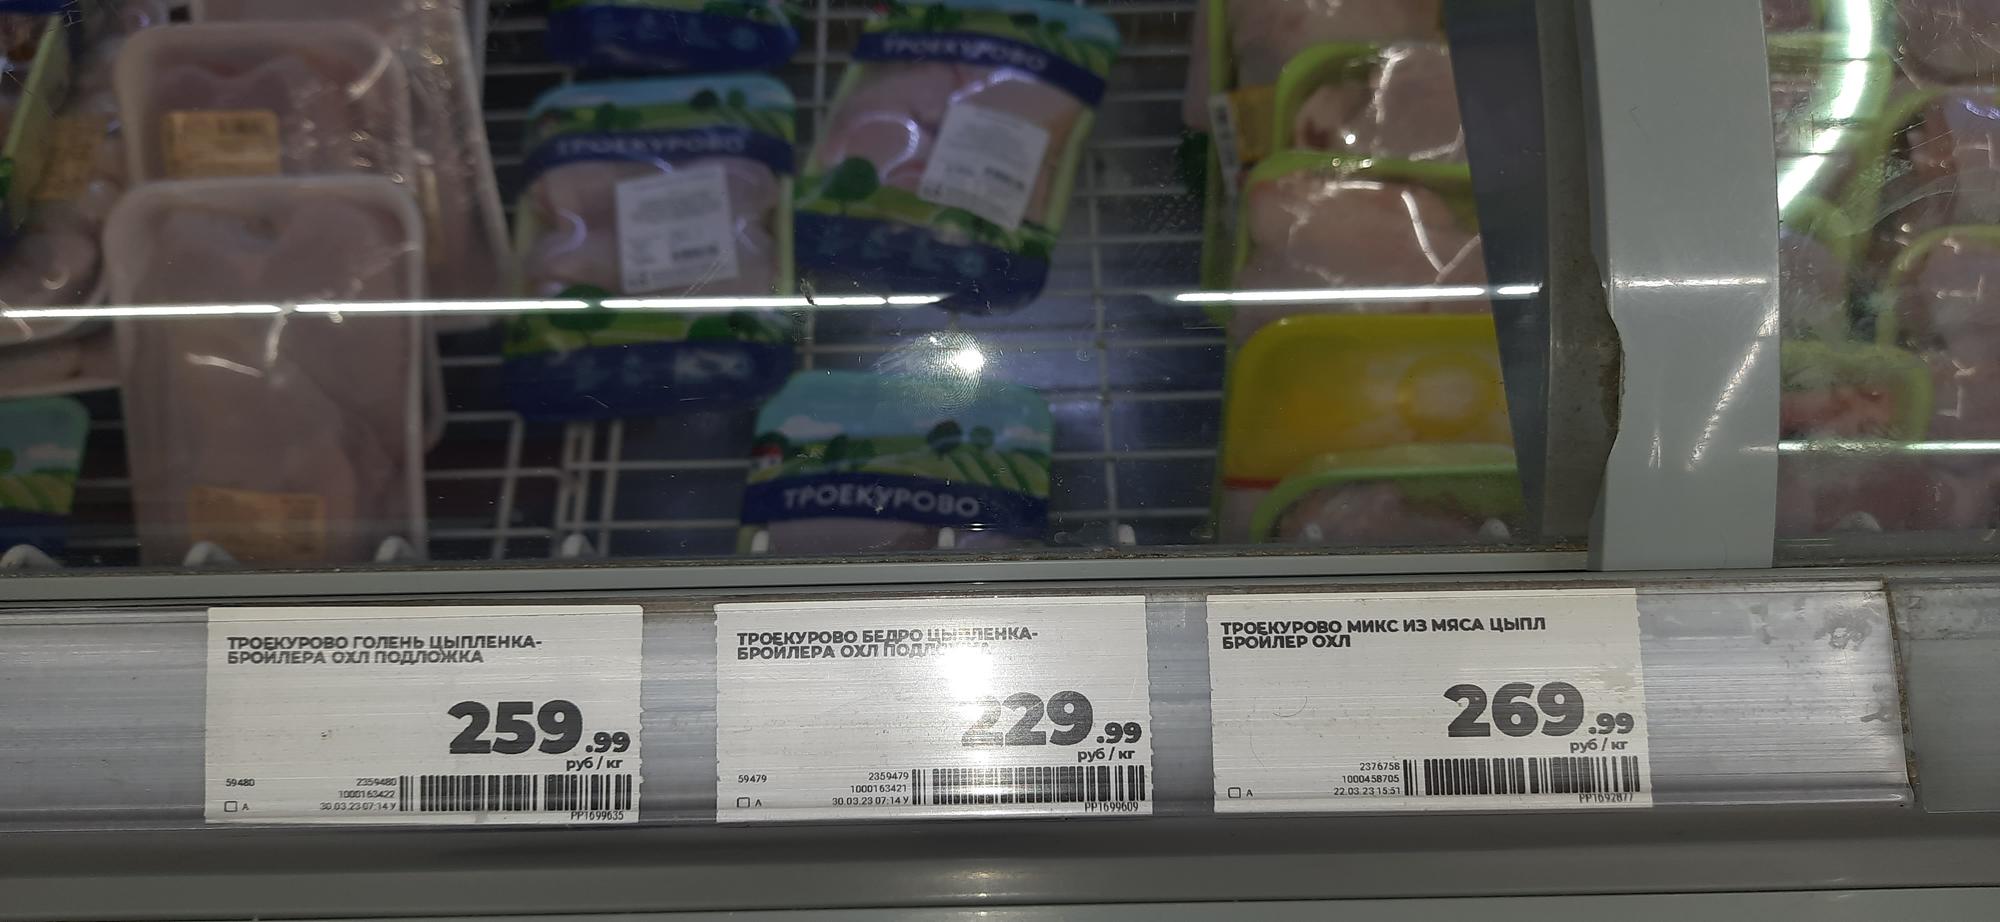 ТРОЕКУРОВО
ТРОЕКУРОВО
ТРОЕКУРОВО
ТРОЕКУРОВО ГОЛЕНЬ ЦЫПЛЕНКА-
БРОЙЛЕРА ОХЛ ПОДЛОЖКА
259.99
руб / кг
59480
2359480
1000163422
А
30.03.23 07:14 У
PP1699635
ТРОЕКУРОВО БЕДРО ЦЫПЛЕНКА-
БРОЙЛЕРА ОХЛ ПОДЛОЖКА
229.99
руб / кг
59479
2359479
1000163421
А
30.03.23 07:14 У
PP1699609
ТРОЕКУРОВО МИКС ИЗ МЯСА ЦЫПЛ
БРОЙЛЕР ОХЛ
269.99
руб / кг
2376758
1000458705
А
22.03.23 15:51
PP1692877